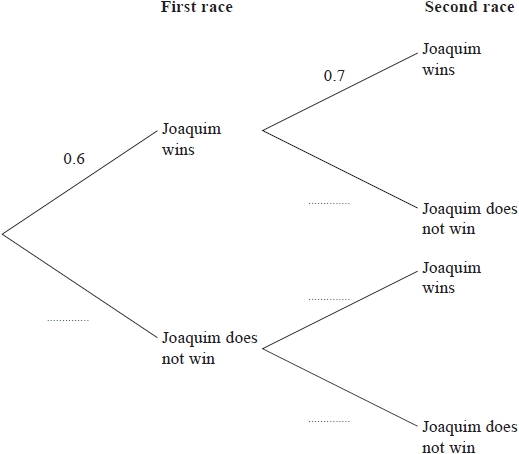 First race
Second race
Joaquim
wins
0.7
Joaquim
wins
0.6
Joaquim does
not win
Joaquim
wins
Joaquim does
not win
Joaquim does
not win